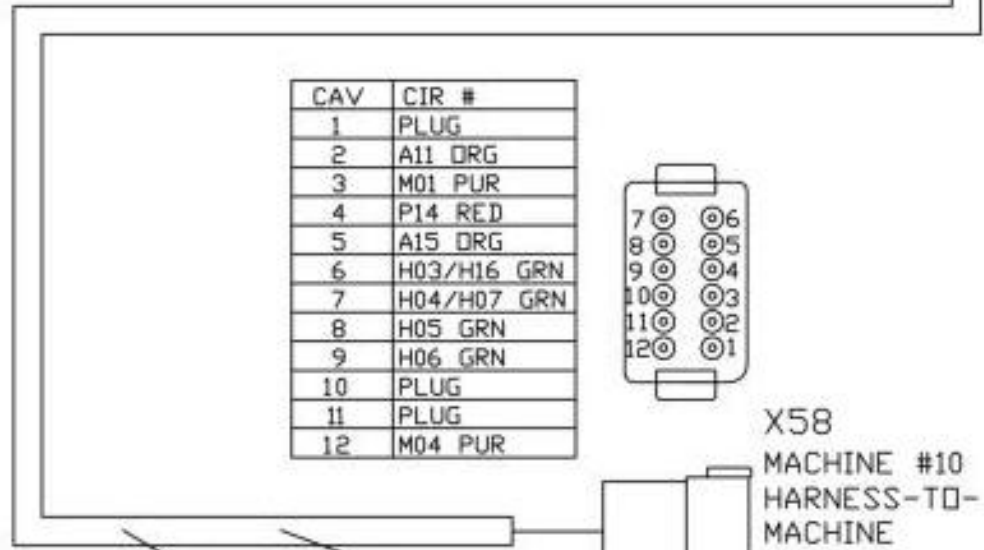 CAV CIR #
1 PLUG
2 A11 ORG
3 M01 PUR
4 P14 RED
5 A15 ORG
6 H03/H16 GRN
7 H04/H07 GRN
8 H05 GRN
9 H06 GRN
10 PLUG
11 PLUG
12 M04 PUR
7 6
8 5
9 4
10 3
11 2
12 1
X58
MACHINE #10
HARNESS-TO-
MACHINE